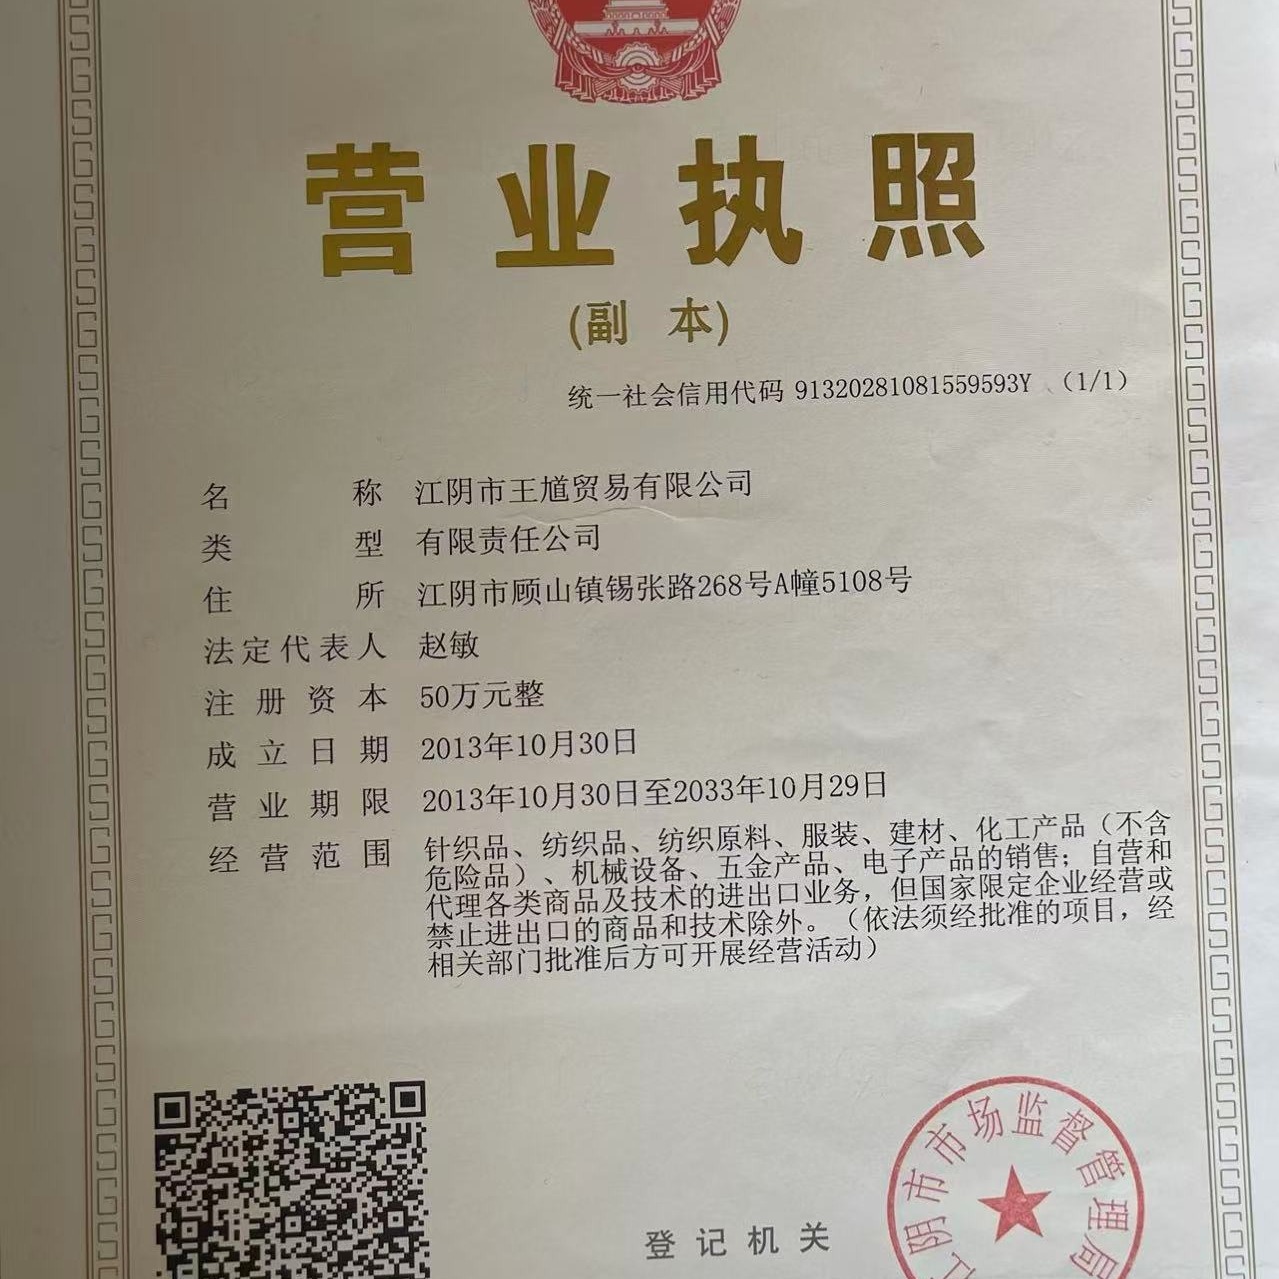 营业执照
(副 本)
统一社会信用代码 91320281081559593Y （1/1）
名称 江阴市王馗贸易有限公司
类型 有限责任公司
住所 江阴市顾山镇锡张路268号A幢5108号
法定代表人 赵敏
注册资本 50万元整
成立日期 2013年10月30日
营业期限 2013年10月30日至2033年10月29日
经营范围 针织品、纺织品、纺织原料、服装、建材、化工产品（不含
危险品）、机械设备、五金产品、电子产品的销售；自营和
代理各类商品及技术的进出口业务，但国家限定企业经营或
禁止进出口的商品和技术除外。（依法须经批准的项目，经
相关部门批准后方可开展经营活动）
登记机关
江阴市市场监督管理局